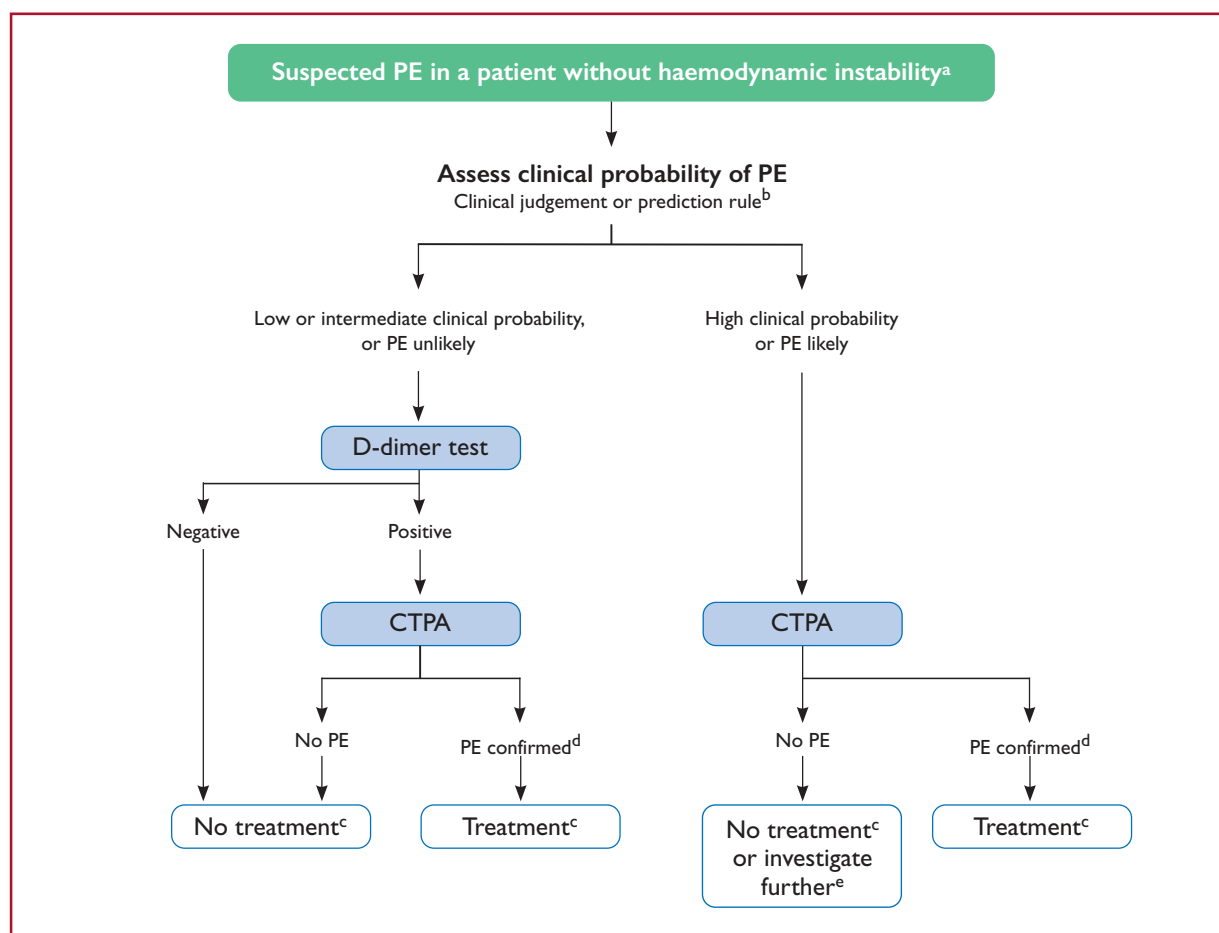 Suspected PE in a patient without haemodynamic instabilityᵃ
Assess clinical probability of PE
Clinical judgement or prediction ruleᵇ
Low or intermediate clinical probability,
or PE unlikely
High clinical probability
or PE likely
D-dimer test
Negative
Positive
CTPA
CTPA
No PE
PE confirmedᵈ
No PE
PE confirmedᵈ
No treatmentᶜ
Treatmentᶜ
No treatmentᶜ
or investigate
furtherᵉ
Treatmentᶜ